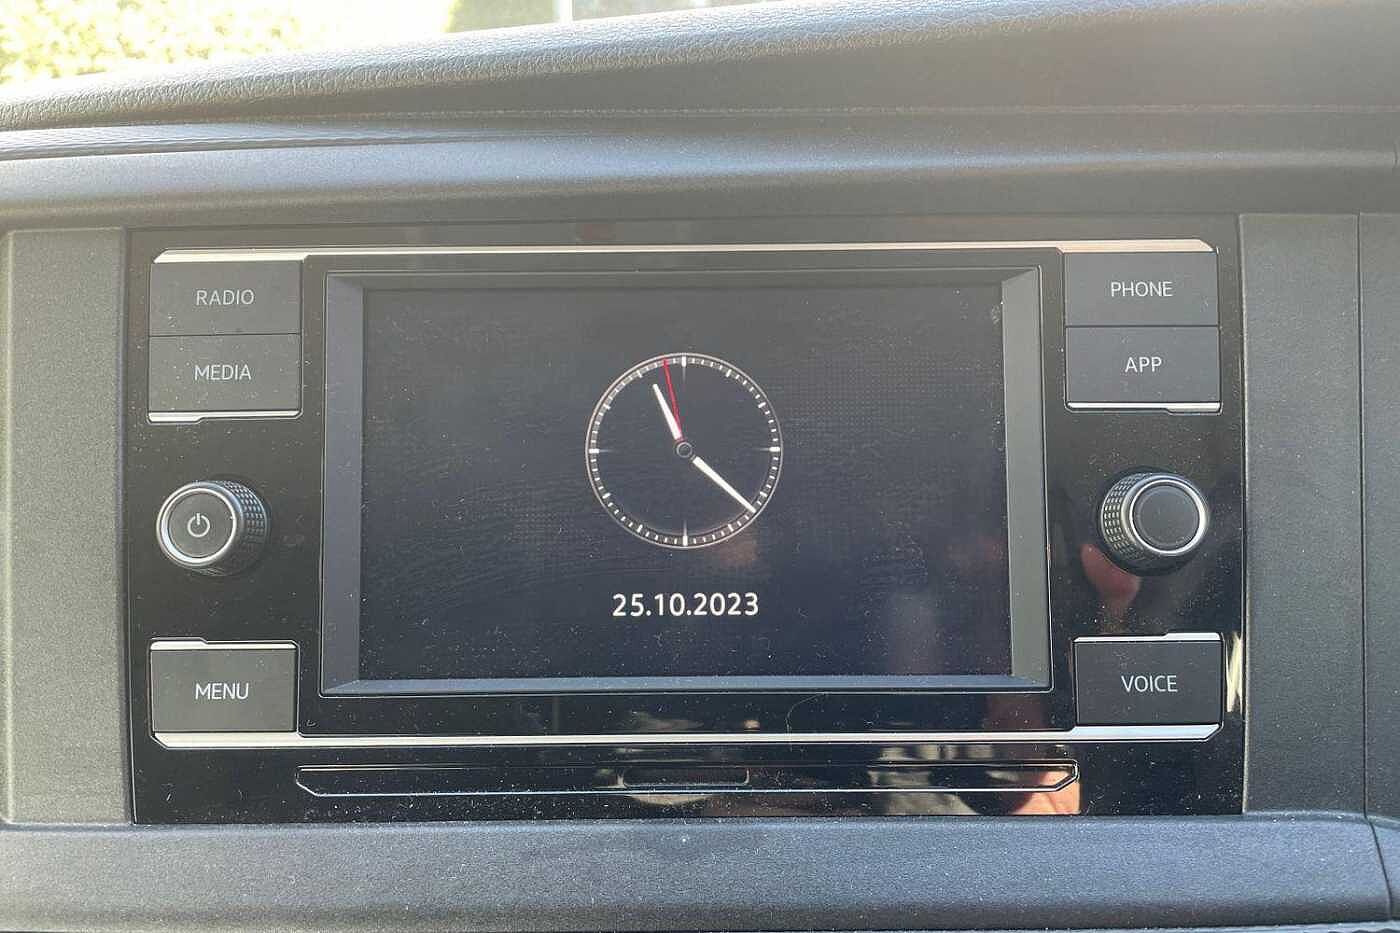 RADIO
MEDIA
PHONE
APP
25.10.2023
MENU
VOICE